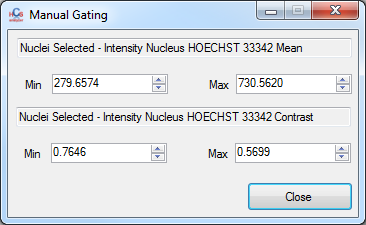 Manual Gating
Nuclei Selected - Intensity Nucleus HOECHST 33342 Mean
Min 279.6574 Max 730.5620
Nuclei Selected - Intensity Nucleus HOECHST 33342 Contrast
Min 0.7646 Max 0.5699
Close